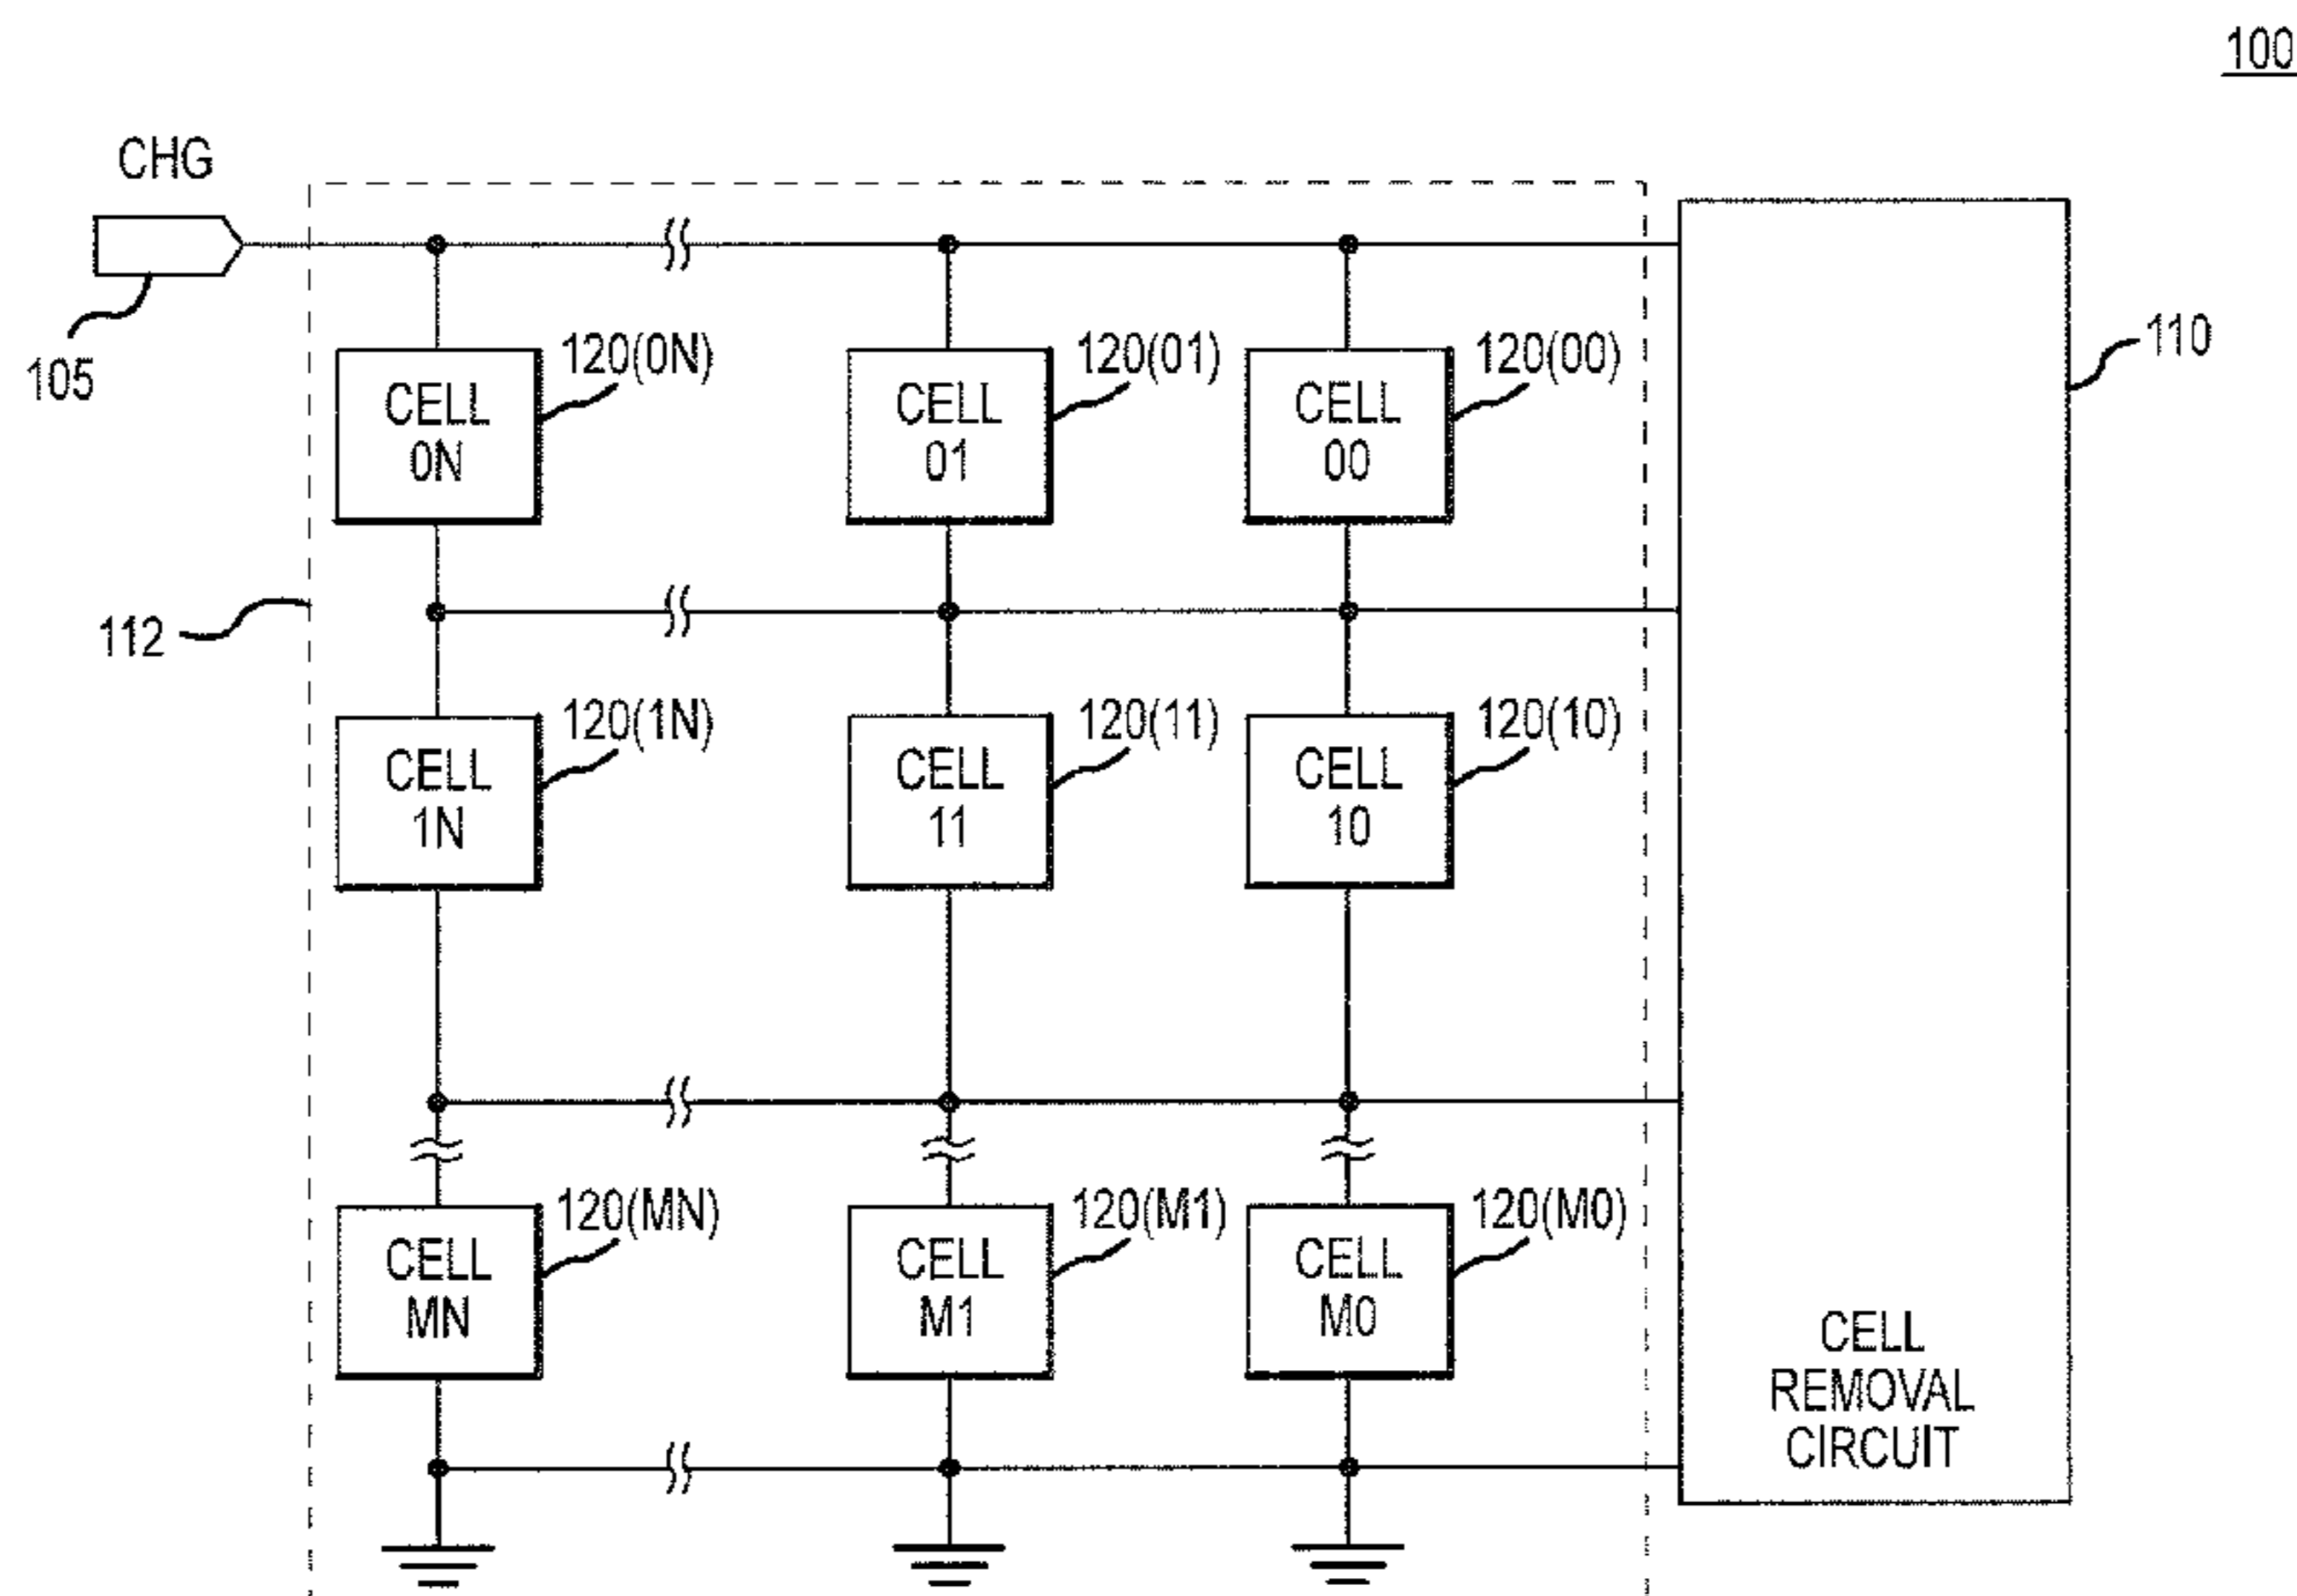 100
CHG
105
112
110
120(0N)
120(01)
120(00)
CELL
0N
CELL
01
CELL
00
120(1N)
120(11)
120(10)
CELL
1N
CELL
11
CELL
10
120(MN)
120(M1)
120(M0)
CELL
MN
CELL
M1
CELL
M0
CELL
REMOVAL
CIRCUIT